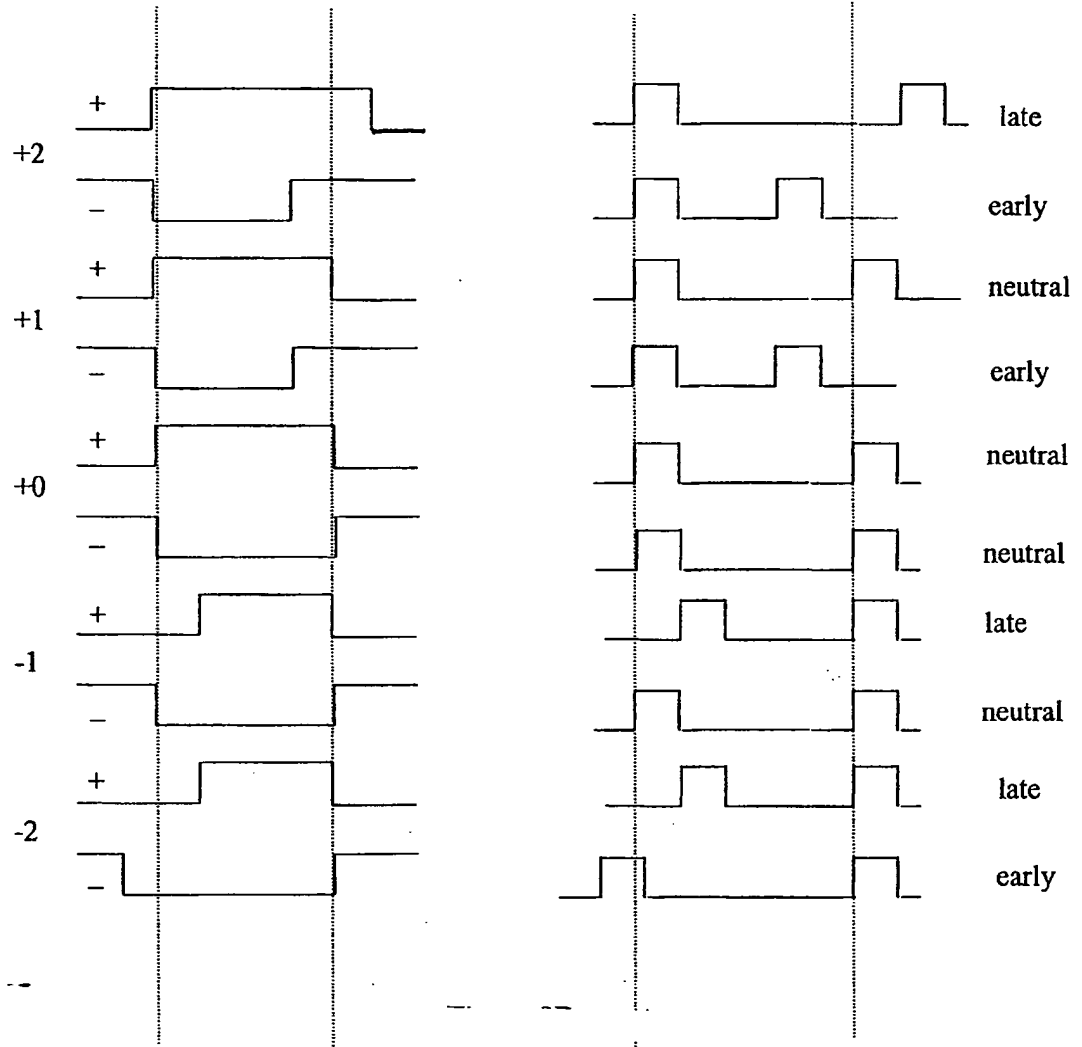 + late
+2
− early
+ neutral
+1
− early
+ neutral
+0
− neutral
+ late
-1
− neutral
+ late
-2
− early